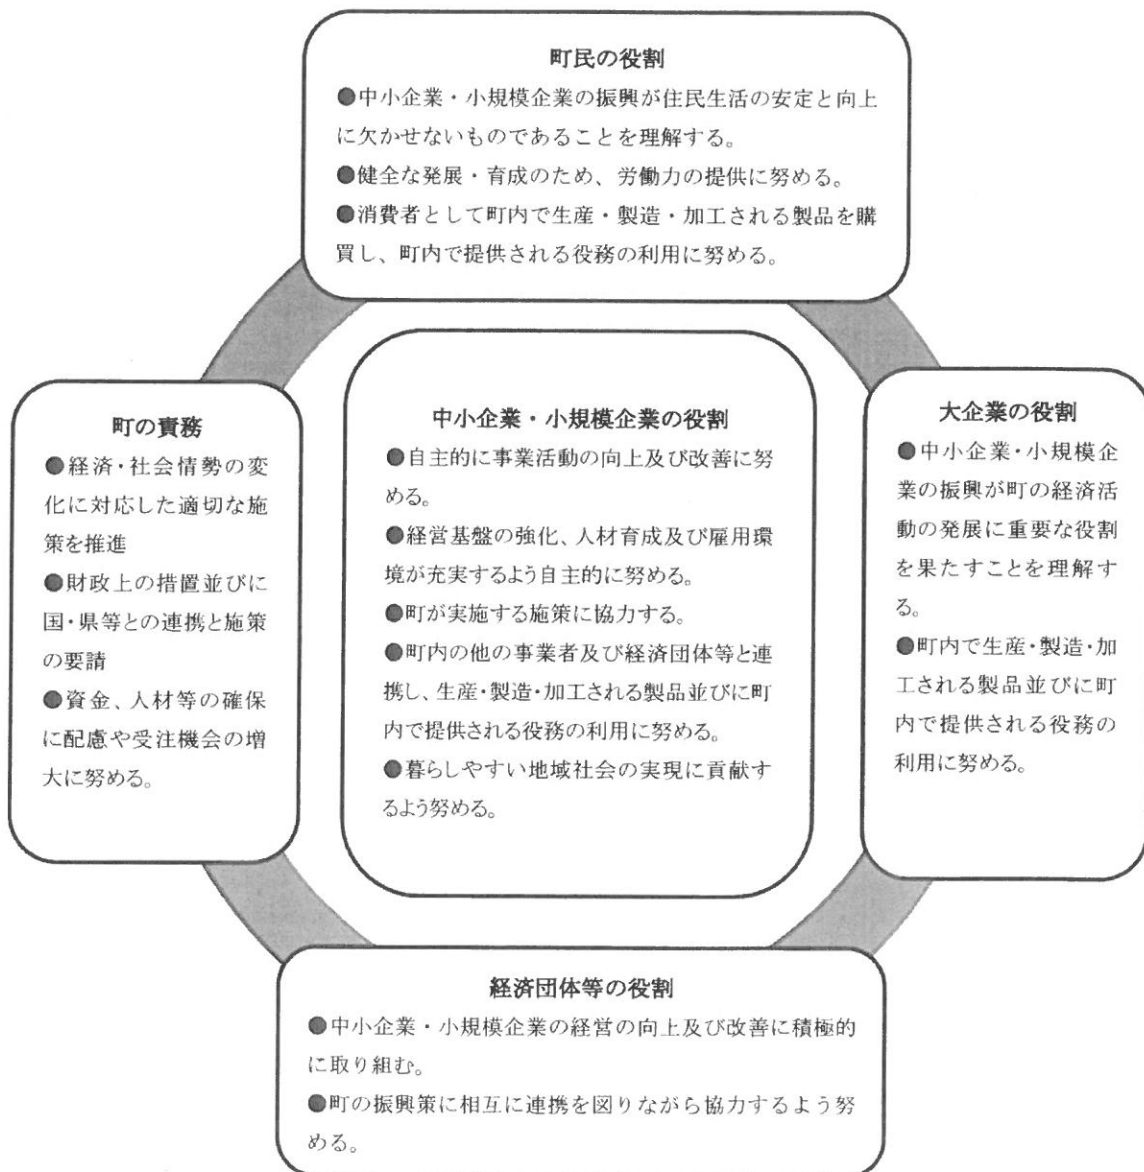 町民の役割
●中小企業・小規模企業の振興が住民生活の安定と向上
に欠かせないものであることを理解する。
●健全な発展・育成のため、労働力の提供に努める。
●消費者として町内で生産・製造・加工される製品を購
買し、町内で提供される役務の利用に努める。
町の責務
●経済・社会情勢の変
化に対応した適切な施
策を推進
●財政上の措置並びに
国・県等との連携と施策
の要請
●資金、人材等の確保
に配慮や受注機会の増
大に努める。
中小企業・小規模企業の役割
●自主的に事業活動の向上及び改善に努
める。
●経営基盤の強化、人材育成及び雇用環
境が充実するよう自主的に努める。
●町が実施する施策に協力する。
●町内の他の事業者及び経済団体等と連
携し、生産・製造・加工される製品並びに町
内で提供される役務の利用に努める。
●暮らしやすい地域社会の実現に貢献す
るよう努める。
大企業の役割
●中小企業・小規模企
業の振興が町の経済活
動の発展に重要な役割
を果たすことを理解す
る。
●町内で生産・製造・加
工される製品並びに町
内で提供される役務の
利用に努める。
経済団体等の役割
●中小企業・小規模企業の経営の向上及び改善に積極的
に取り組む。
●町の振興策に相互に連携を図りながら協力するよう努
める。